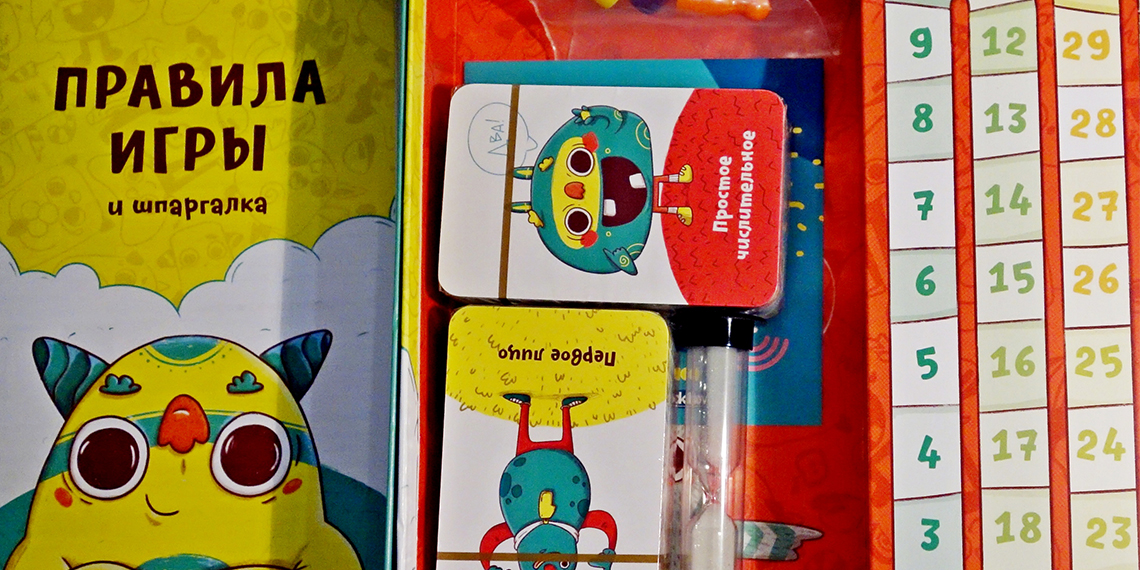 ПРАВИЛА
ИГРЫ
и шпаргалка
ДВА!
Простое
числительное
Первое лицо
9 12 29
8 13 28
7 14 27
6 15 26
5 16 25
4 17 24
3 18 23